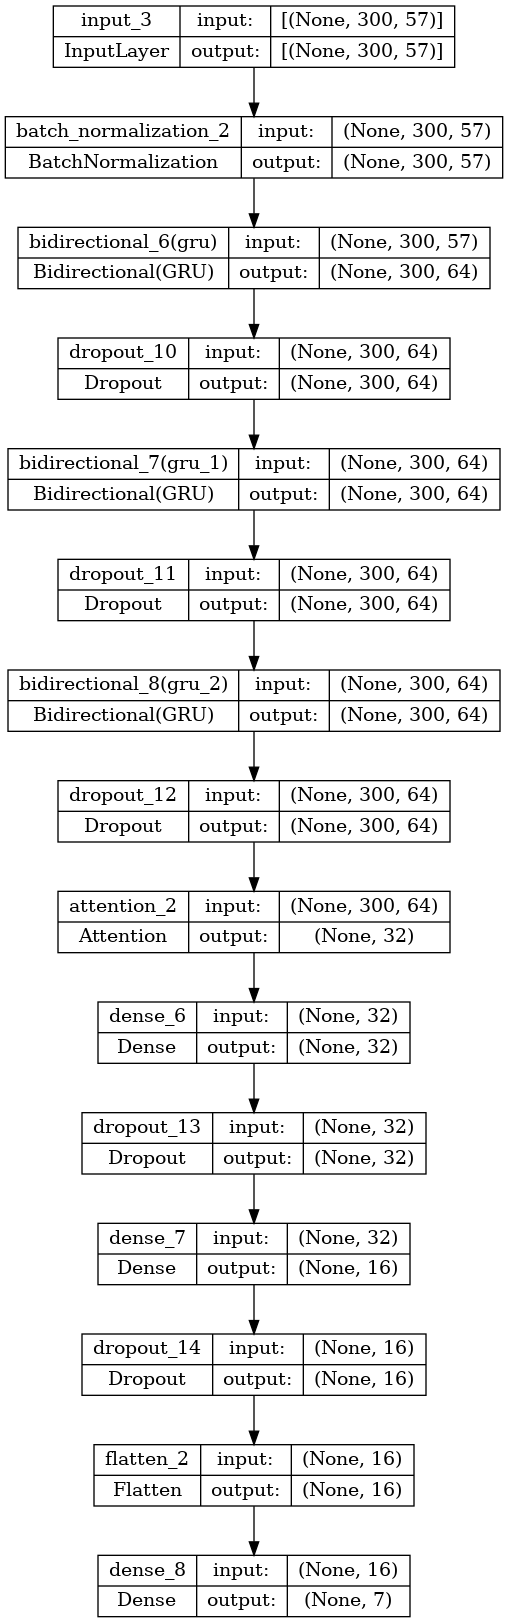 input_3 input: [(None, 300, 57)]
InputLayer output: [(None, 300, 57)]
batch_normalization_2 input: (None, 300, 57)
BatchNormalization output: (None, 300, 57)
bidirectional_6(gru) input: (None, 300, 57)
Bidirectional(GRU) output: (None, 300, 64)
dropout_10 input: (None, 300, 64)
Dropout output: (None, 300, 64)
bidirectional_7(gru_1) input: (None, 300, 64)
Bidirectional(GRU) output: (None, 300, 64)
dropout_11 input: (None, 300, 64)
Dropout output: (None, 300, 64)
bidirectional_8(gru_2) input: (None, 300, 64)
Bidirectional(GRU) output: (None, 300, 64)
dropout_12 input: (None, 300, 64)
Dropout output: (None, 300, 64)
attention_2 input: (None, 300, 64)
Attention output: (None, 32)
dense_6 input: (None, 32)
Dense output: (None, 32)
dropout_13 input: (None, 32)
Dropout output: (None, 32)
dense_7 input: (None, 32)
Dense output: (None, 16)
dropout_14 input: (None, 16)
Dropout output: (None, 16)
flatten_2 input: (None, 16)
Flatten output: (None, 16)
dense_8 input: (None, 16)
Dense output: (None, 7)